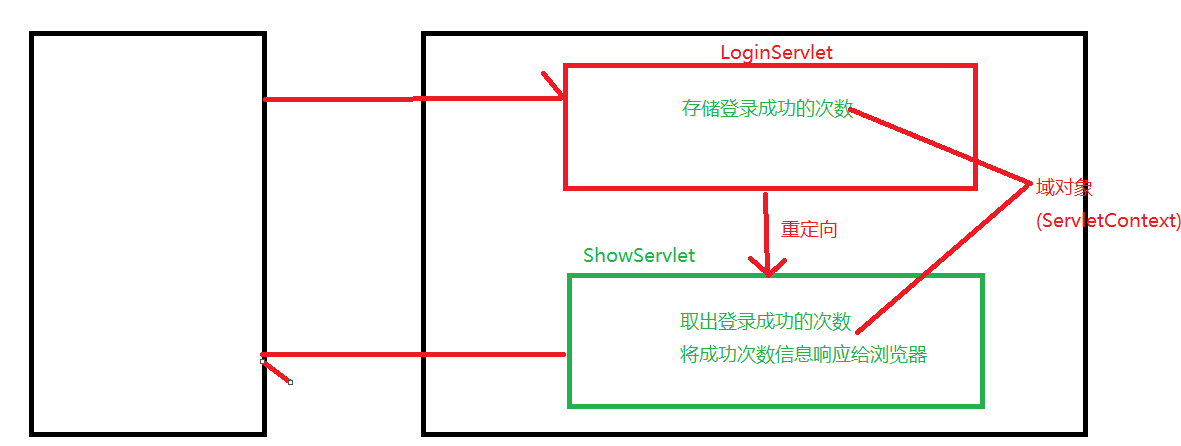 LoginServlet
存储登录成功的次数
域对象
(ServletContext)
重定向
ShowServlet
取出登录成功的次数
将成功次数信息响应给浏览器